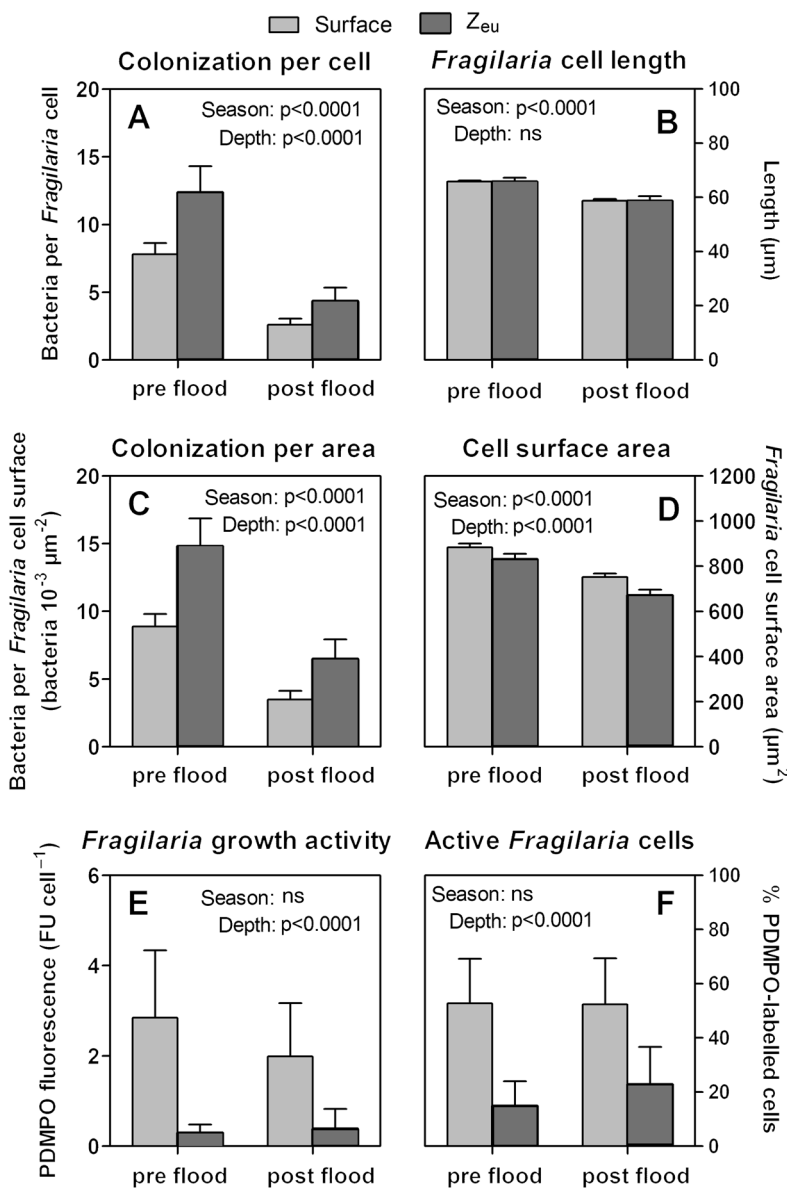 Surface Z_eu
Colonization per cell
Fragilaria cell length
Bacteria per Fragilaria cell
20
15
10
5
0
A
Season: p<0.0001
Depth: p<0.0001
pre flood post flood
Season: p<0.0001
Depth: ns
B
100
80
60
40
20
0
Length (µm)
pre flood post flood
Colonization per area
Cell surface area
Bacteria per Fragilaria cell surface
(bacteria 10⁻³ µm⁻²)
20
15
10
5
0
C
Season: p<0.0001
Depth: p<0.0001
pre flood post flood
Season: p<0.0001
Depth: p<0.0001
D
1200
1000
800
600
400
200
0
Fragilaria cell surface
area (µm²)
pre flood post flood
Fragilaria growth activity
Active Fragilaria cells
PDMPO fluorescence (FU cell⁻¹)
6
4
2
0
E
Season: ns
Depth: p<0.0001
pre flood post flood
Season: ns
Depth: p<0.0001
F
100
80
60
40
20
0
% PDMPO-labelled
cells
pre flood post flood